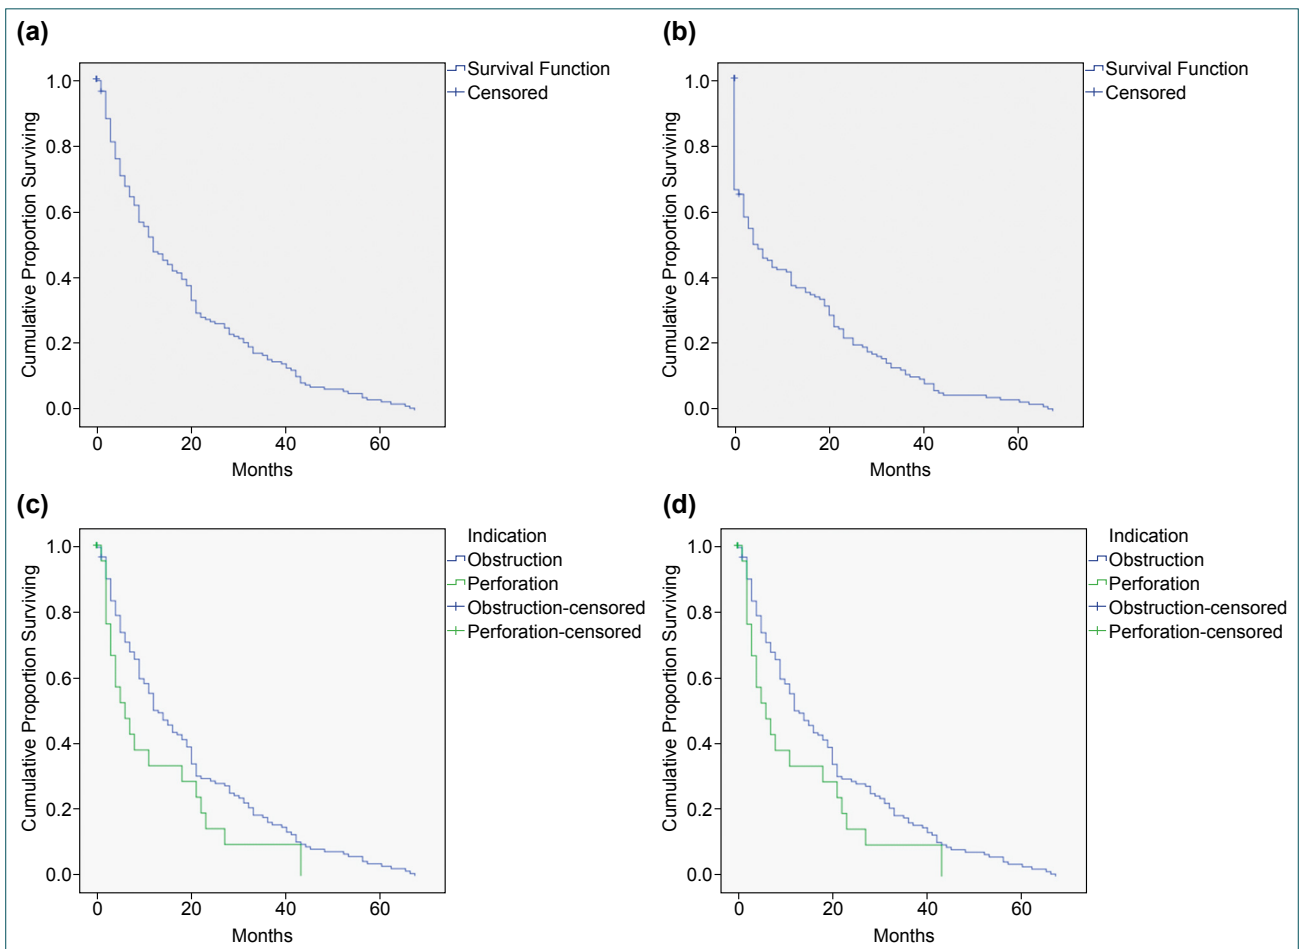 (a)
Cumulative Proportion Surviving
1.0
0.8
0.6
0.4
0.2
0.0
0 20 40 60
Months
Survival Function
Censored
(b)
Cumulative Proportion Surviving
1.0
0.8
0.6
0.4
0.2
0.0
0 20 40 60
Months
Survival Function
Censored
(c)
Cumulative Proportion Surviving
1.0
0.8
0.6
0.4
0.2
0.0
0 20 40 60
Months
Indication
Obstruction
Perforation
Obstruction-censored
Perforation-censored
(d)
Cumulative Proportion Surviving
1.0
0.8
0.6
0.4
0.2
0.0
0 20 40 60
Months
Indication
Obstruction
Perforation
Obstruction-censored
Perforation-censored